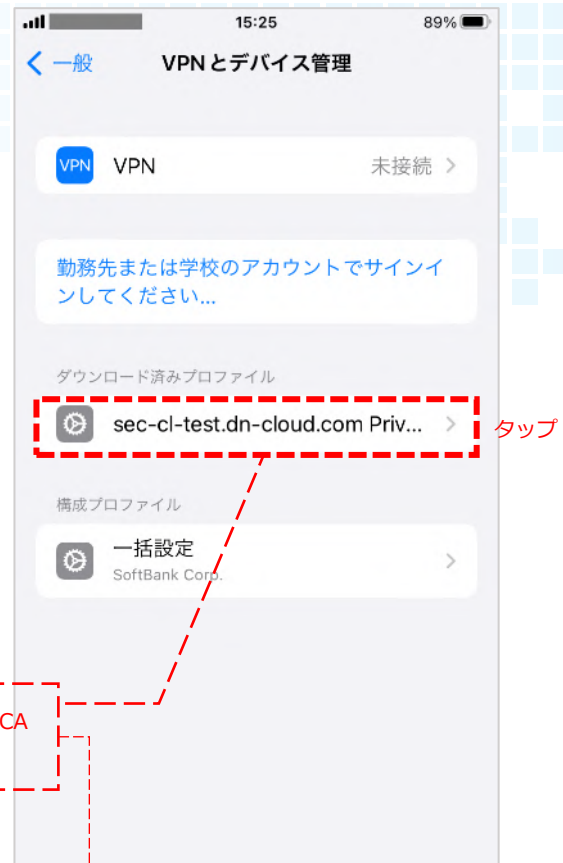 15:25
89%
一般
VPNとデバイス管理
VPN
VPN
未接続
勤務先または学校のアカウントでサインイ
ンしてください...
ダウンロード済みプロファイル
sec-cl-test.dn-cloud.com Priv...
タップ
構成プロファイル
一括設定
SoftBank Corp.
CA